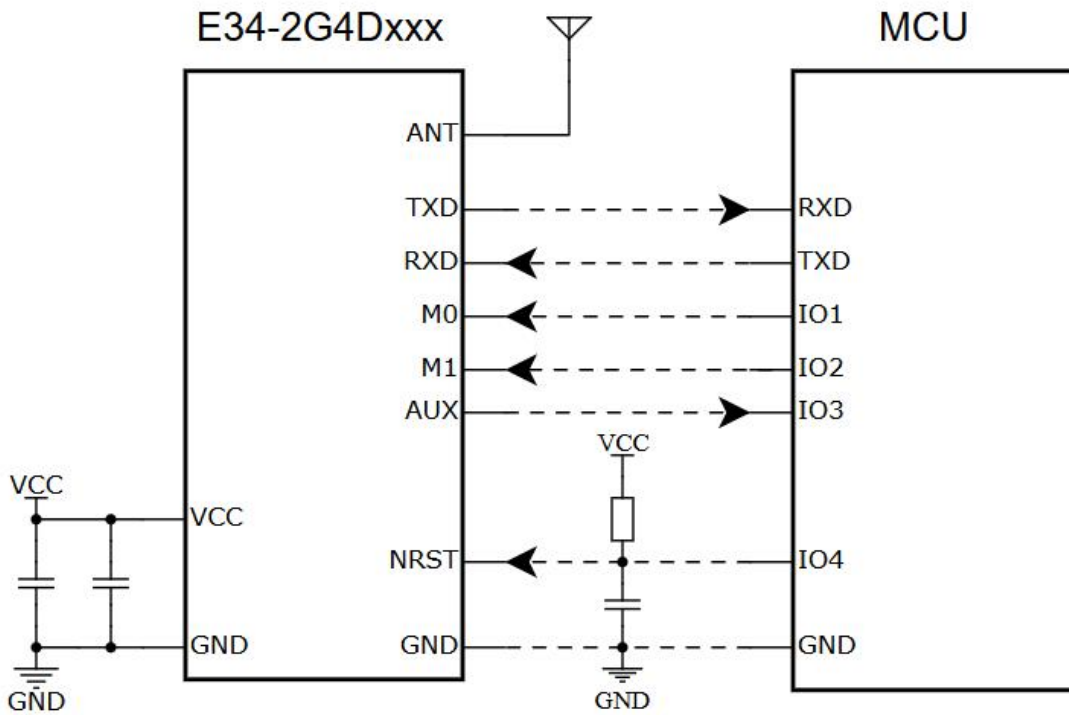 E34-2G4Dxxx
MCU
ANT
TXD
RXD
RXD
TXD
M0
IO1
M1
IO2
AUX
IO3
VCC
VCC
VCC
NRST
IO4
GND
GND
GND
GND
GND